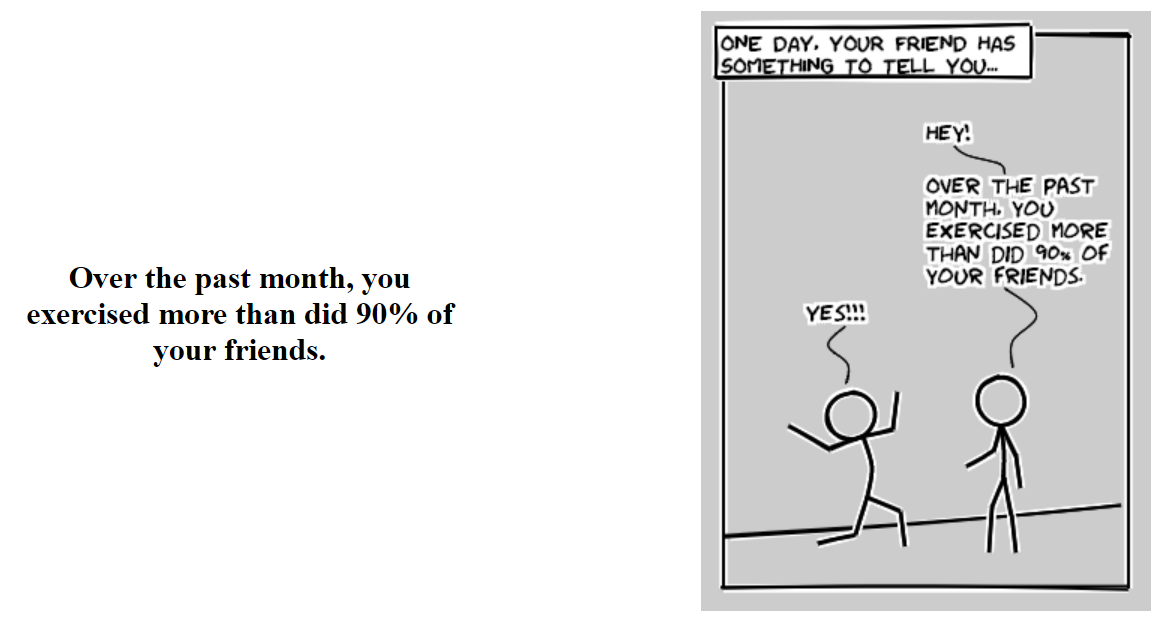 Over the past month, you
exercised more than did 90% of
your friends.
ONE DAY, YOUR FRIEND HAS
SOMETHING TO TELL YOU...
HEY!
OVER THE PAST
MONTH, YOU
EXERCISED MORE
THAN DID 90% OF
YOUR FRIENDS.
YES!!!